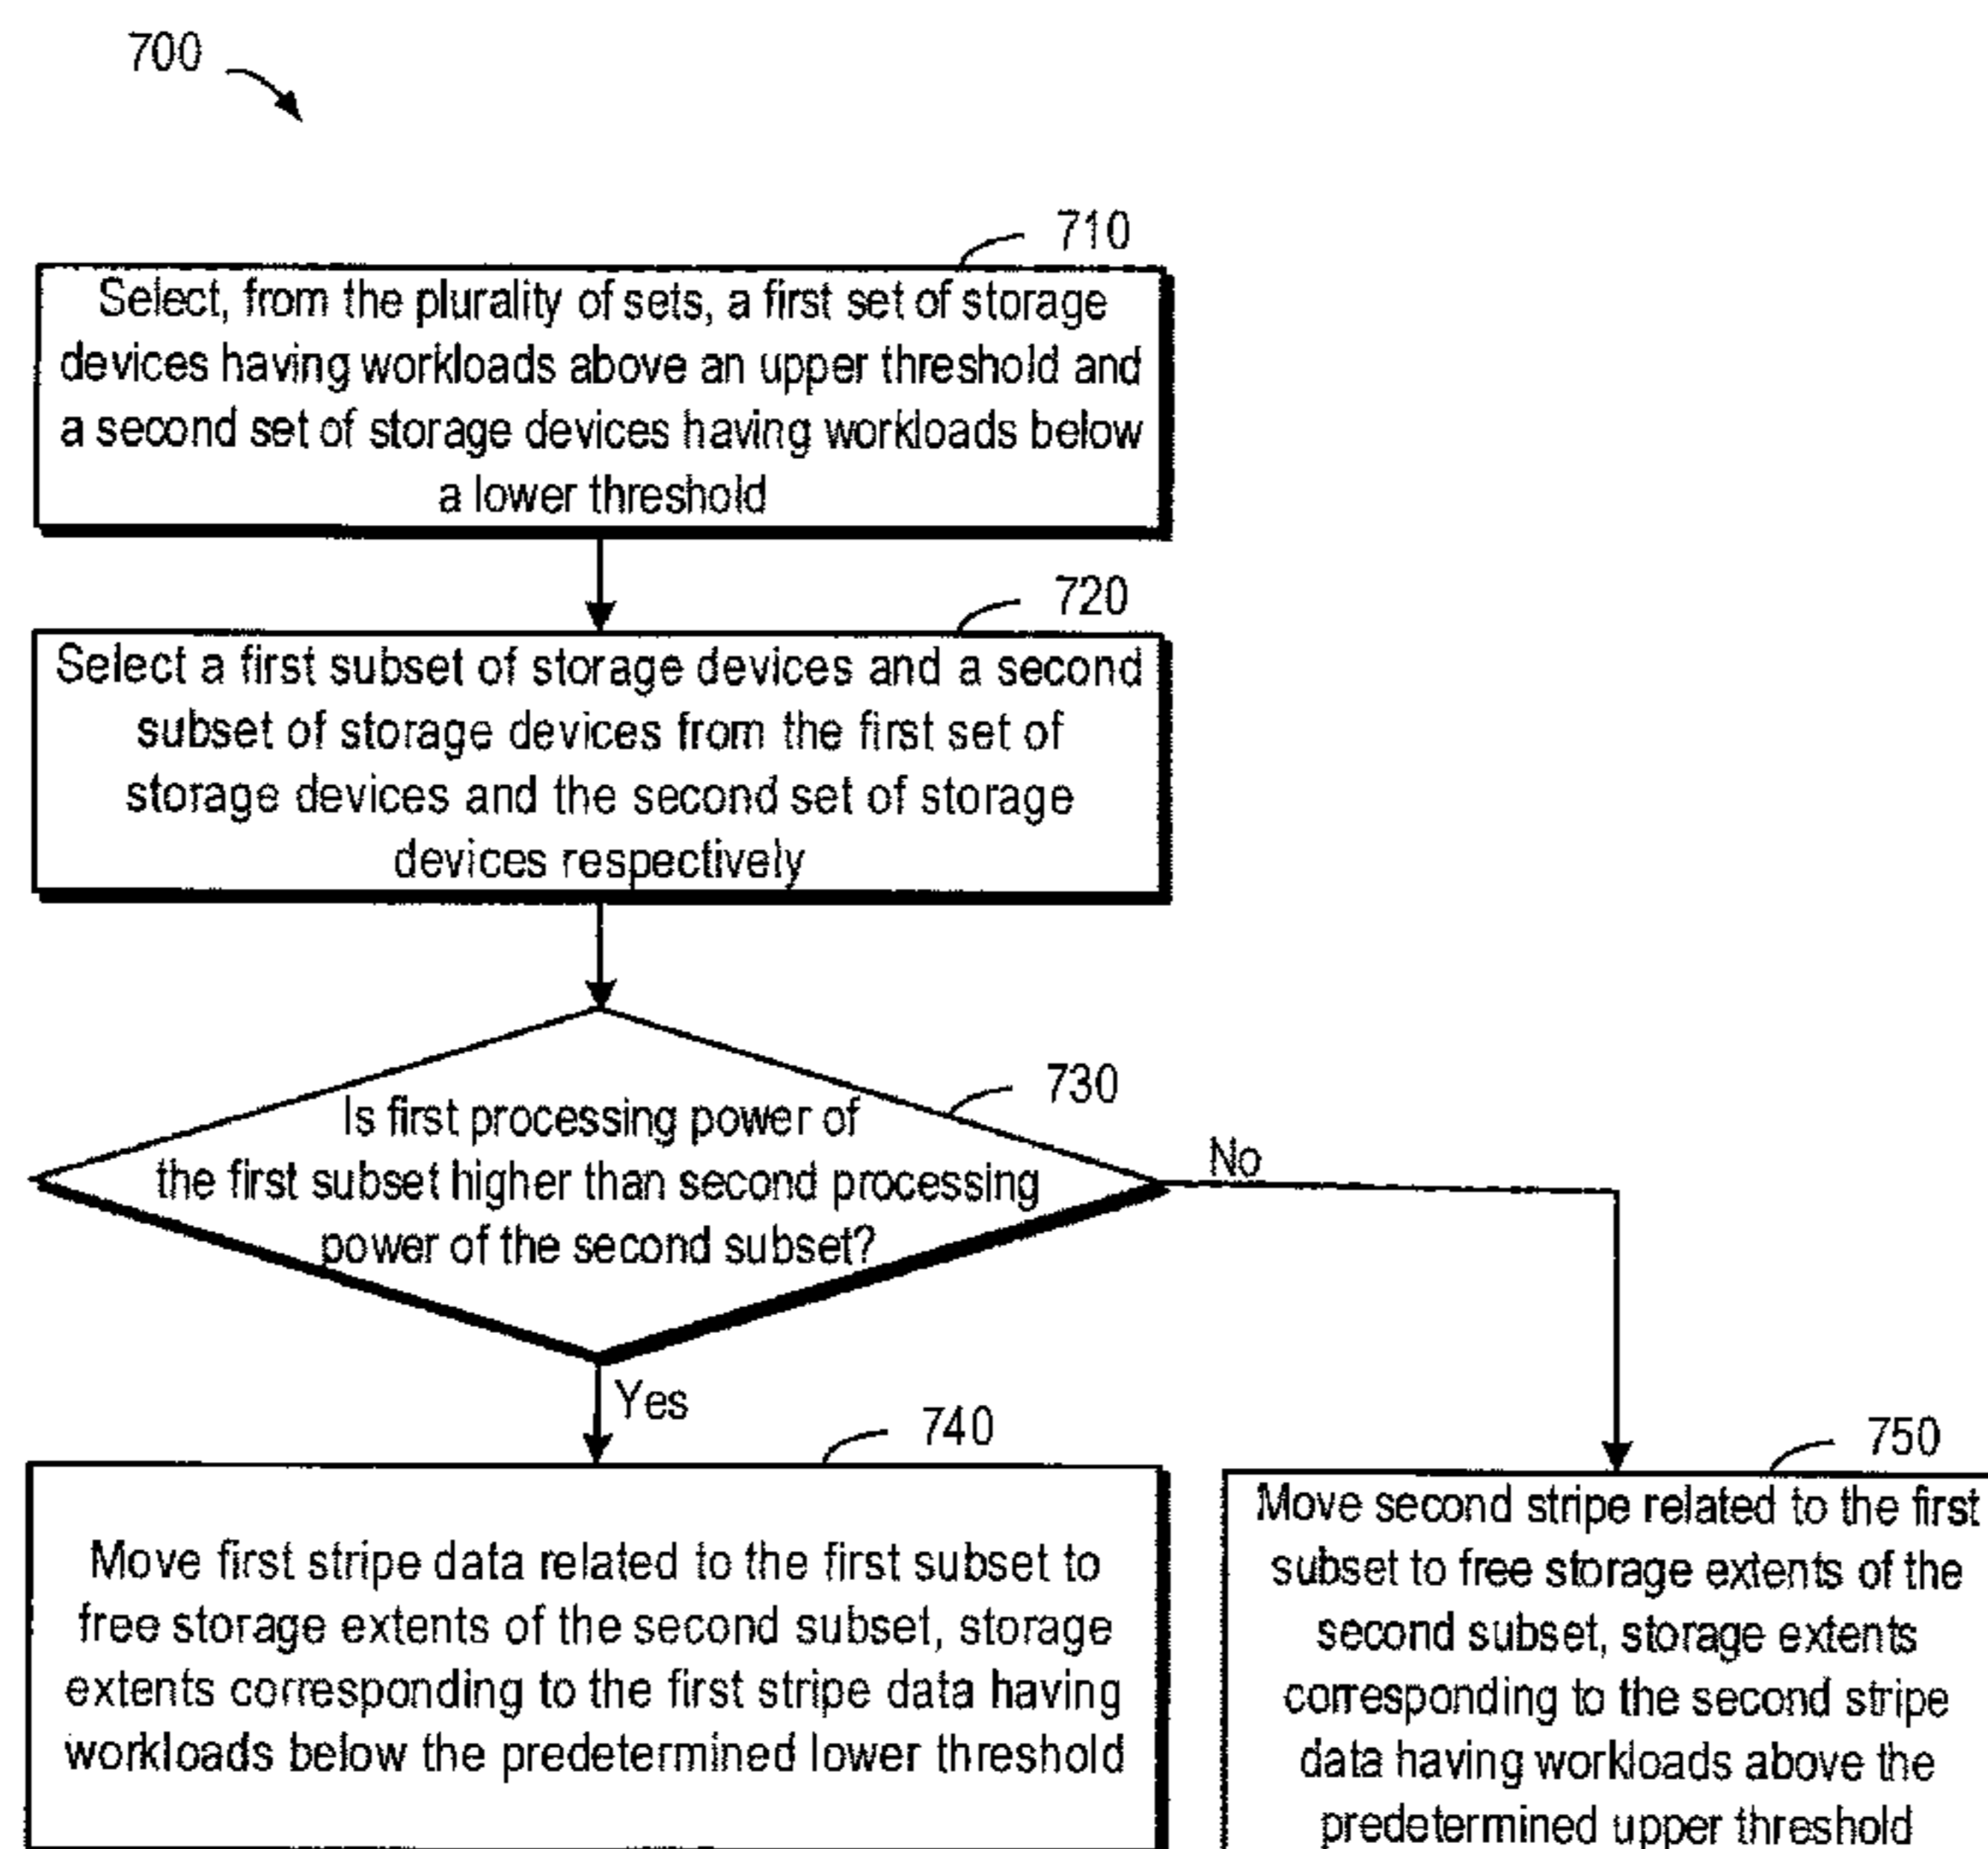 700
710
Select, from the plurality of sets, a first set of storage
devices having workloads above an upper threshold and
a second set of storage devices having workloads below
a lower threshold
720
Select a first subset of storage devices and a second
subset of storage devices from the first set of
storage devices and the second set of storage
devices respectively
730
Is first processing power of
the first subset higher than second processing
power of the second subset?
No
Yes
740
Move first stripe data related to the first subset to
free storage extents of the second subset, storage
extents corresponding to the first stripe data having
workloads below the predetermined lower threshold
750
Move second stripe related to the first
subset to free storage extents of the
second subset, storage extents
corresponding to the second stripe
data having workloads above the
predetermined upper threshold